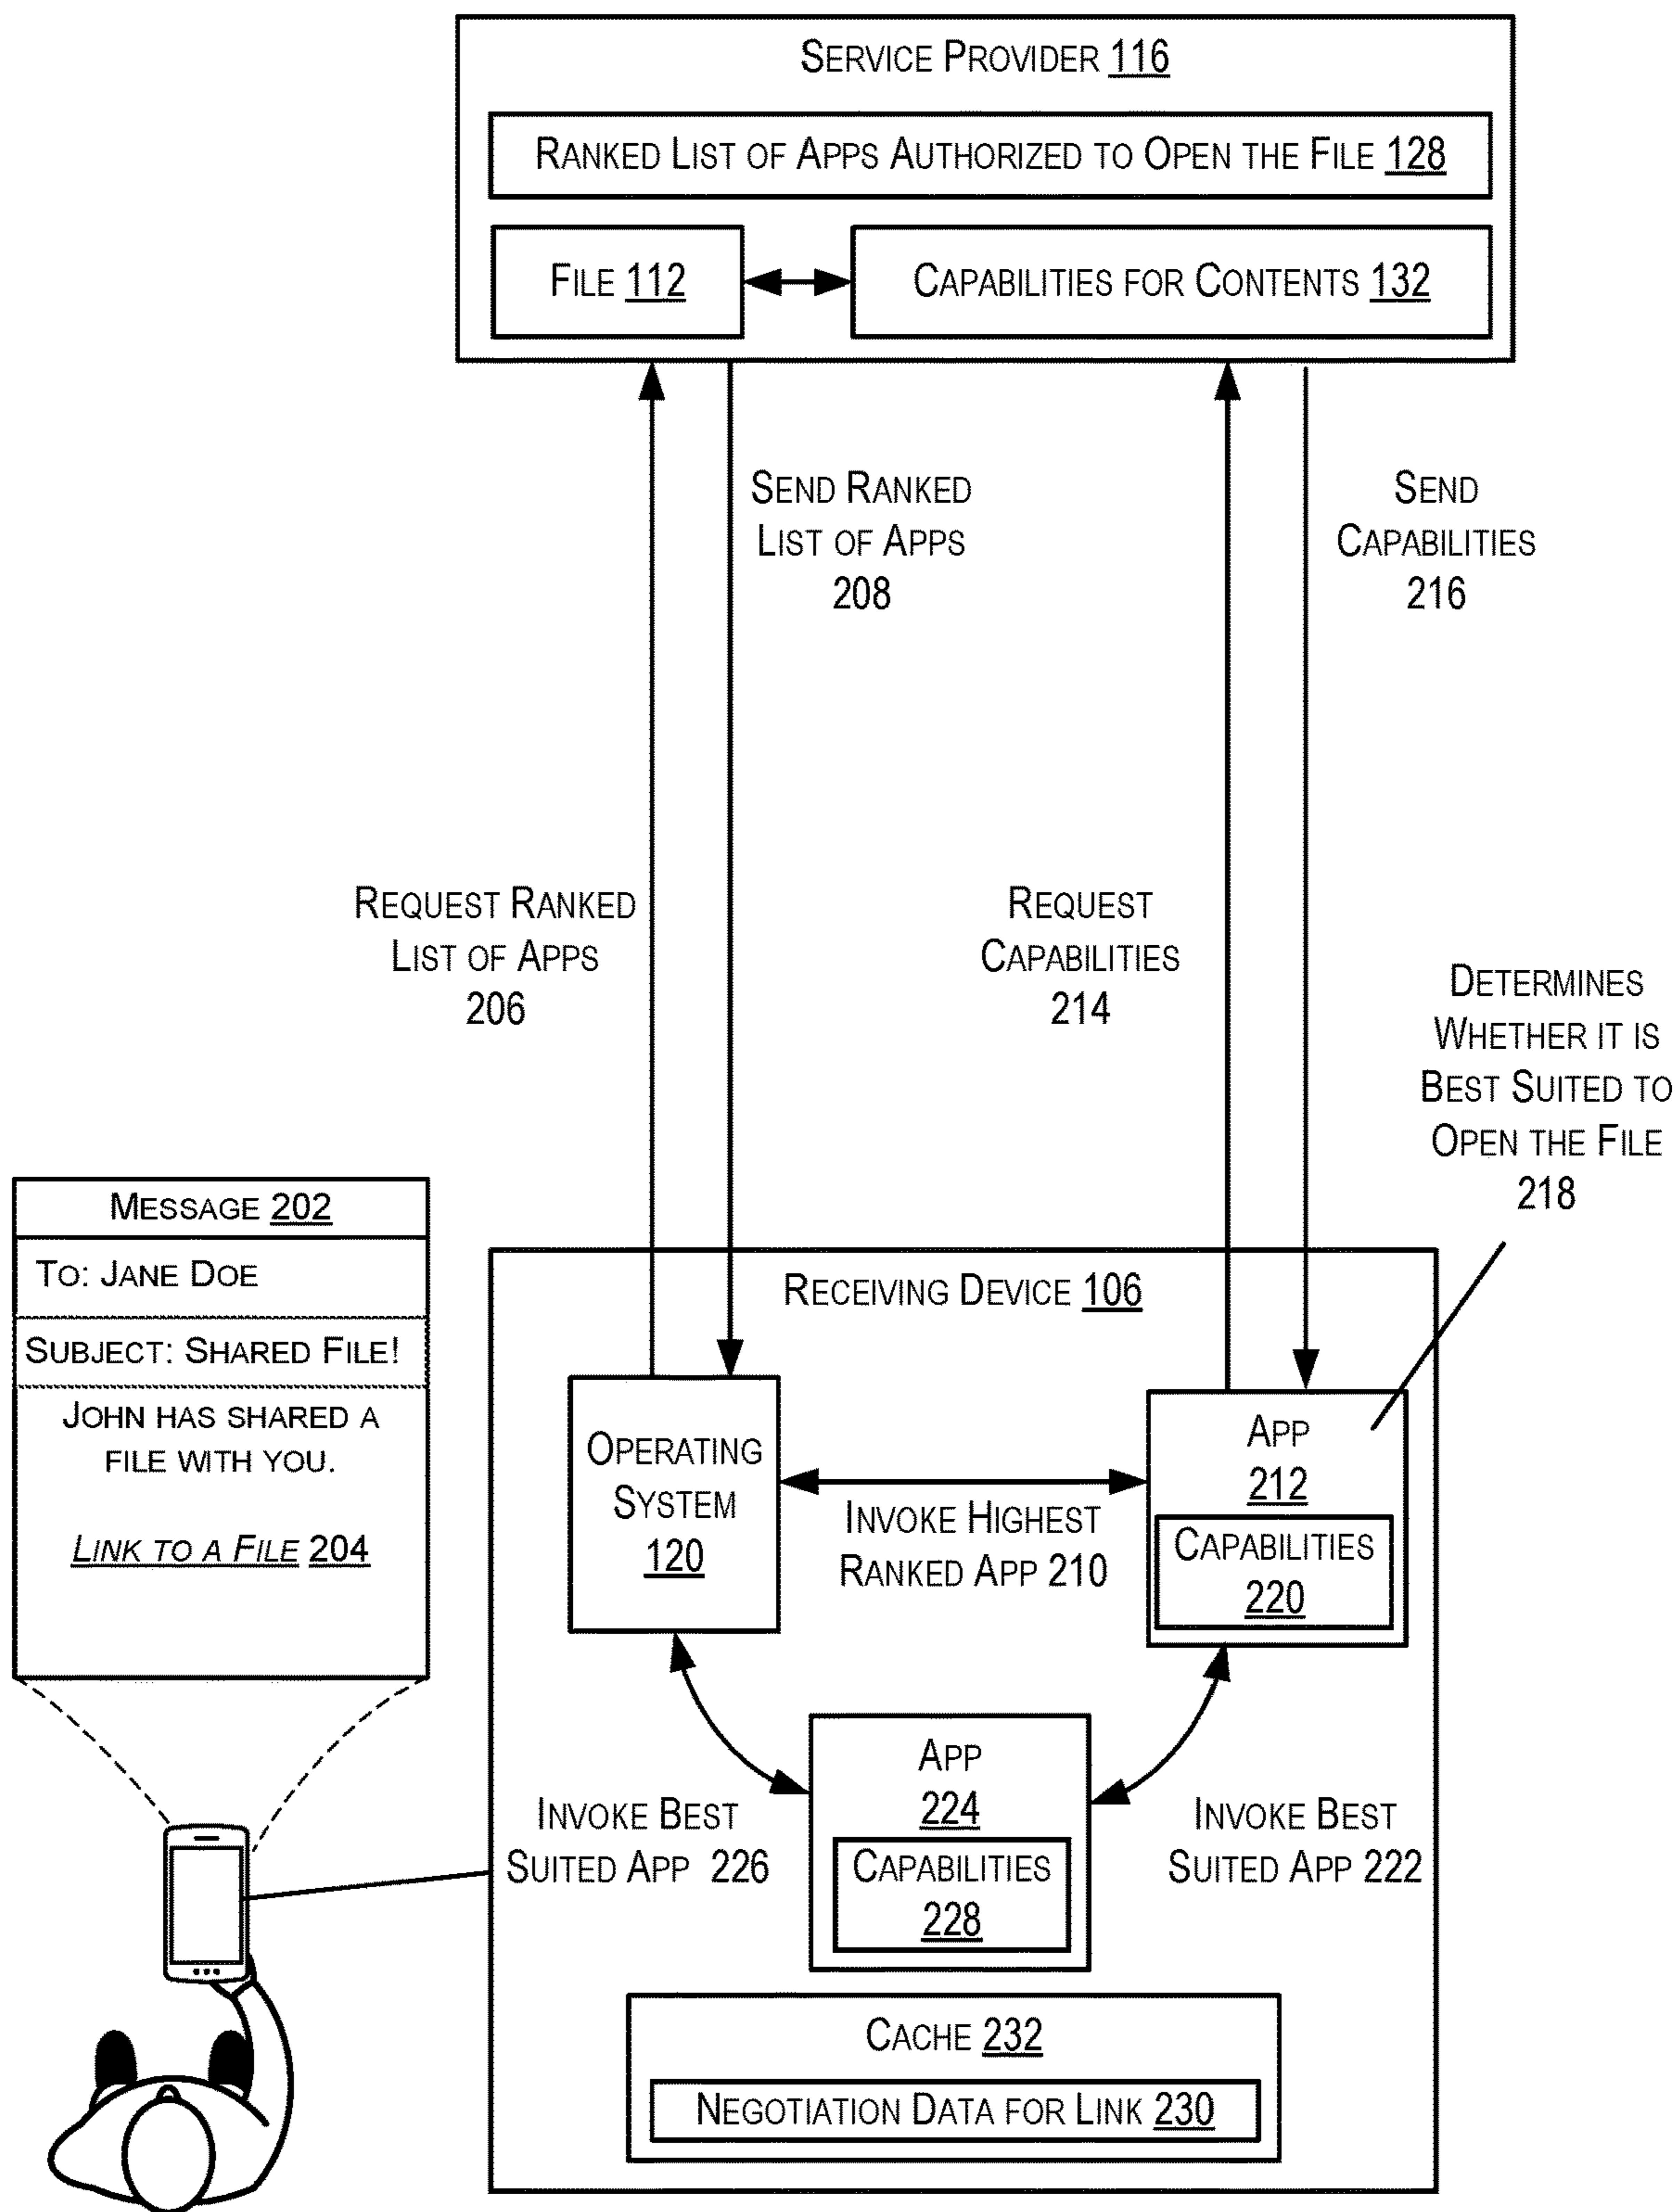 SERVICE PROVIDER 116
RANKED LIST OF APPS AUTHORIZED TO OPEN THE FILE 128
FILE 112
CAPABILITIES FOR CONTENTS 132
SEND RANKED
LIST OF APPS
208
SEND
CAPABILITIES
216
REQUEST RANKED
LIST OF APPS
206
REQUEST
CAPABILITIES
214
DETERMINES
WHETHER IT IS
BEST SUITED TO
OPEN THE FILE
218
MESSAGE 202
TO: JANE DOE
SUBJECT: SHARED FILE!
JOHN HAS SHARED A
FILE WITH YOU.
LINK TO A FILE 204
RECEIVING DEVICE 106
OPERATING
SYSTEM
120
INVOKE HIGHEST
RANKED APP 210
APP
212
CAPABILITIES
220
APP
224
CAPABILITIES
228
INVOKE BEST
SUITED APP 226
INVOKE BEST
SUITED APP 222
CACHE 232
NEGOTIATION DATA FOR LINK 230